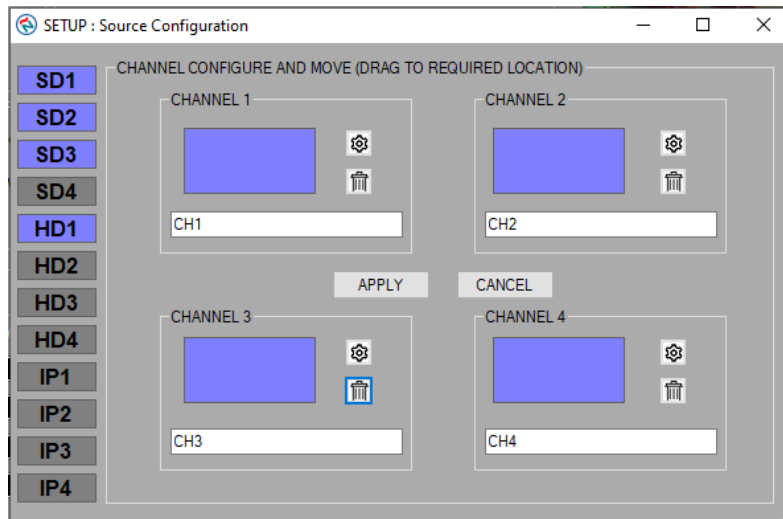 SETUP : Source Configuration
SD1
SD2
SD3
SD4
HD1
HD2
HD3
HD4
IP1
IP2
IP3
IP4
CHANNEL CONFIGURE AND MOVE (DRAG TO REQUIRED LOCATION)
CHANNEL 1
CH1
CHANNEL 2
CH2
APPLY
CANCEL
CHANNEL 3
CH3
CHANNEL 4
CH4